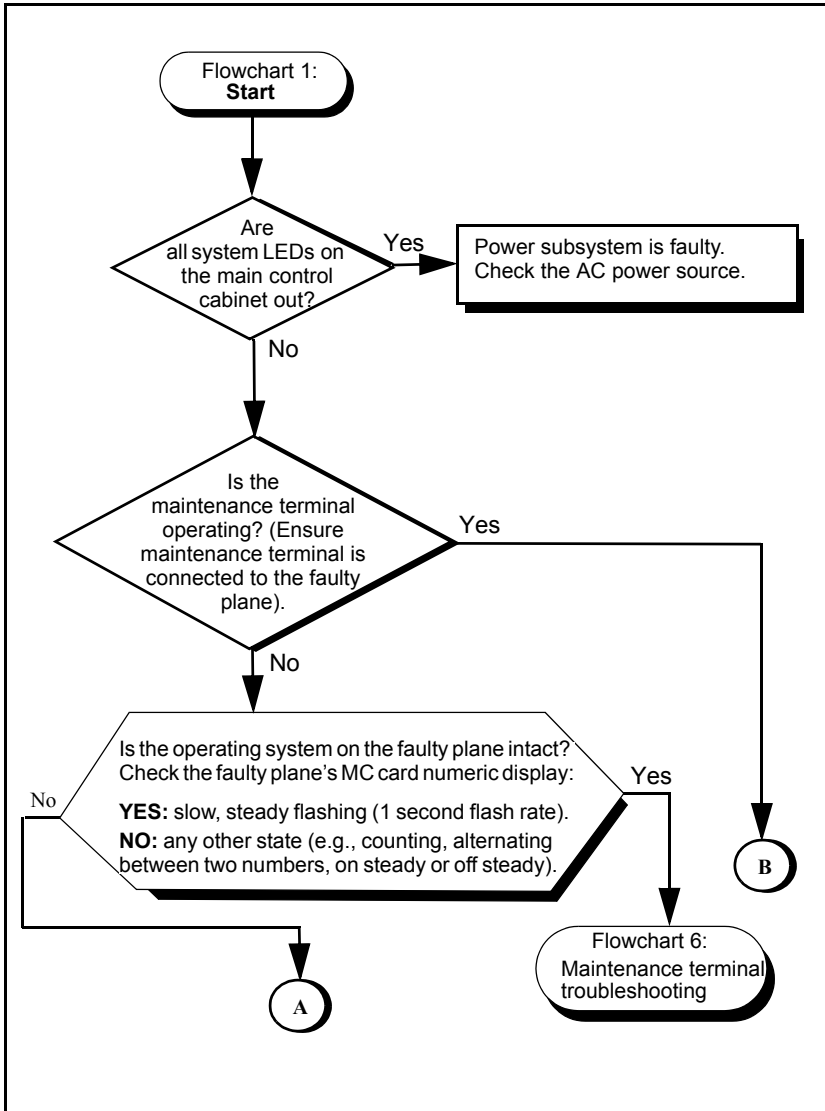 Flowchart 1:
Start
Are
all system LEDs on
the main control
cabinet out?
Yes
Power subsystem is faulty.
Check the AC power source.
No
Is the
maintenance terminal
operating? (Ensure
maintenance terminal is
connected to the faulty
plane).
Yes
No
Is the operating system on the faulty plane intact?
Check the faulty plane's MC card numeric display:
YES: slow, steady flashing (1 second flash rate).
NO: any other state (e.g., counting, alternating
between two numbers, on steady or off steady).
No
Yes
B
Flowchart 6:
Maintenance terminal
troubleshooting
A